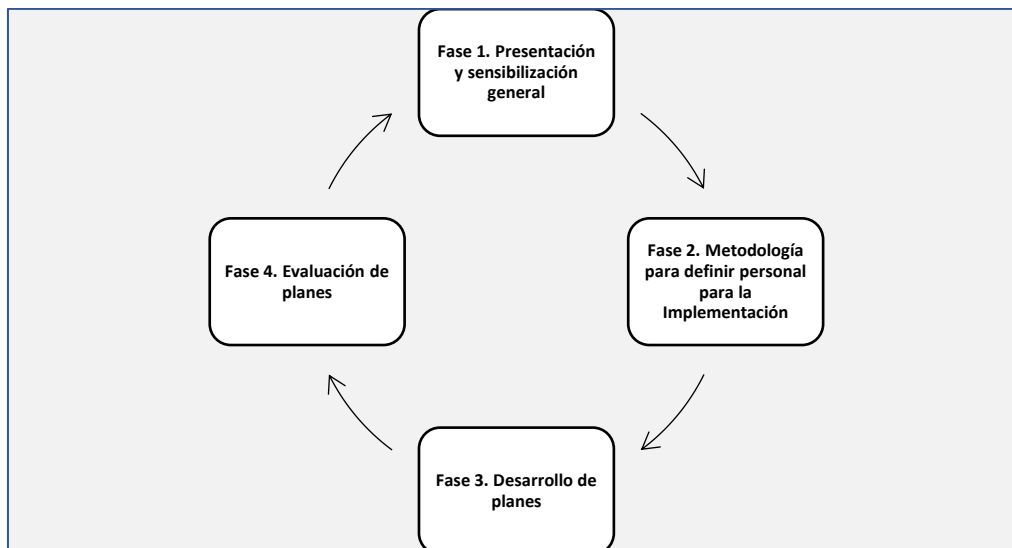 Fase 1. Presentación
y sensibilización
general
Fase 2. Metodología
para definir personal
para la
Implementación
Fase 3. Desarrollo de
planes
Fase 4. Evaluación de
planes